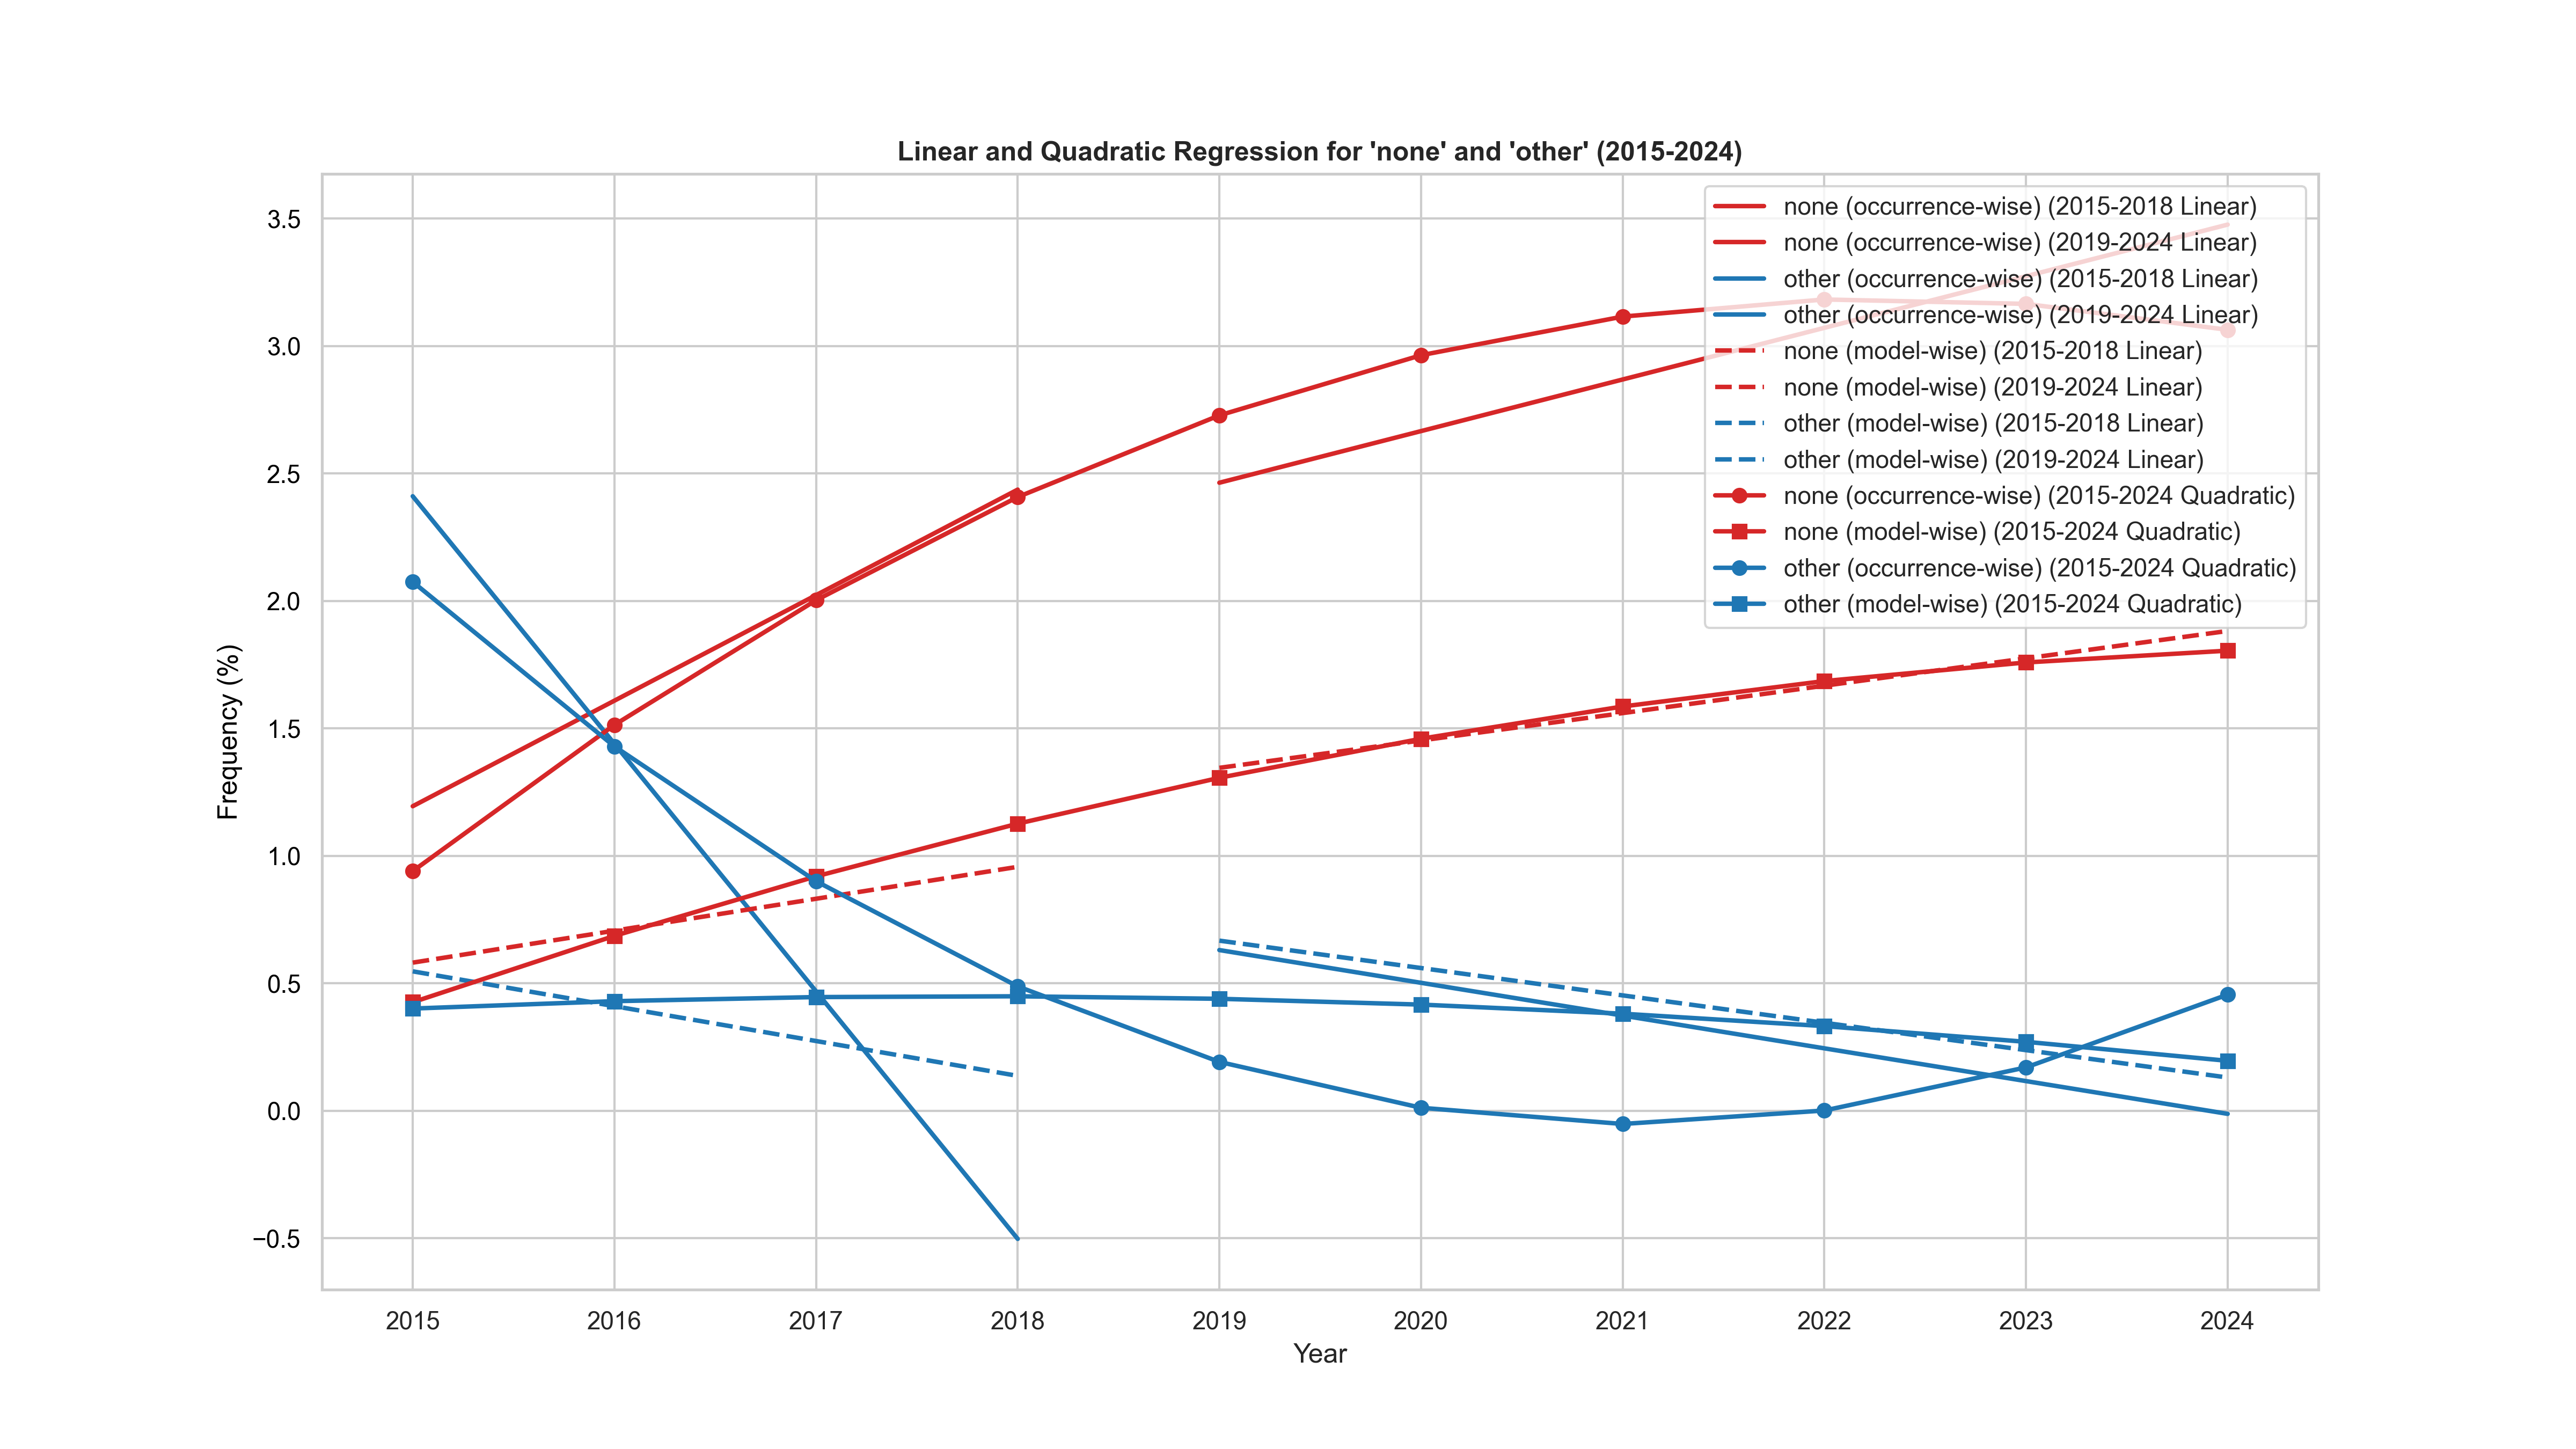 Linear and Quadratic Regression for 'none' and 'other' (2015-2024)
none (occurrence-wise) (2015-2018 Linear)
none (occurrence-wise) (2019-2024 Linear)
other (occurrence-wise) (2015-2018 Linear)
other (occurrence-wise) (2019-2024 Linear)
none (model-wise) (2015-2018 Linear)
none (model-wise) (2019-2024 Linear)
other (model-wise) (2015-2018 Linear)
other (model-wise) (2019-2024 Linear)
none (occurrence-wise) (2015-2024 Quadratic)
none (model-wise) (2015-2024 Quadratic)
other (occurrence-wise) (2015-2024 Quadratic)
other (model-wise) (2015-2024 Quadratic)
Frequency (%)
3.5
3.0
2.5
2.0
1.5
1.0
0.5
0.0
−0.5
2015 2016 2017 2018 2019 2020 2021 2022 2023 2024
Year